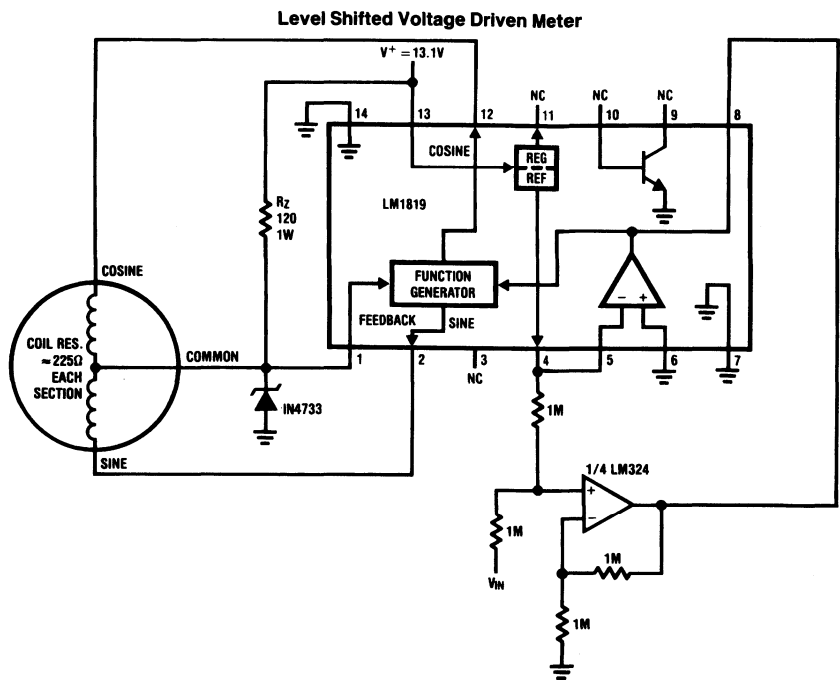 Level Shifted Voltage Driven Meter
V+ = 13.1V
NC
NC
NC
14
13
12
11
10
9
8
COSINE
REG
REF
LM1819
RZ
120
1W
COSINE
FUNCTION
GENERATOR
- +
FEEDBACK
SINE
COIL RES.
≈225Ω
EACH
SECTION
COMMON
1
2
3
4
5
6
7
NC
IN4733
1M
SINE
1/4 LM324
+
-
1M
VIN
1M
1M